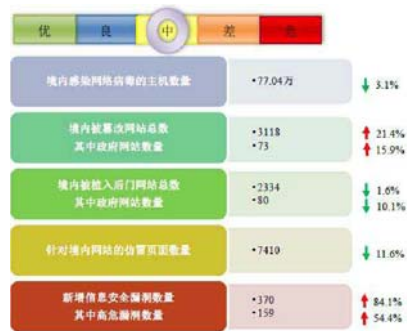 优 良 中 差 危
境内感染网络病毒的主机数量 •77.04万 3.1%
境内被篡改网站总数 •3118 21.4%
其中政府网站数量 •73 15.9%
境内被植入后门网站总数 •2334 1.6%
其中政府网站数量 •80 10.1%
针对境内网站的仿冒页面数量 •7410 11.6%
新增信息安全漏洞数量 •370 84.1%
其中高危漏洞数量 •159 54.4%